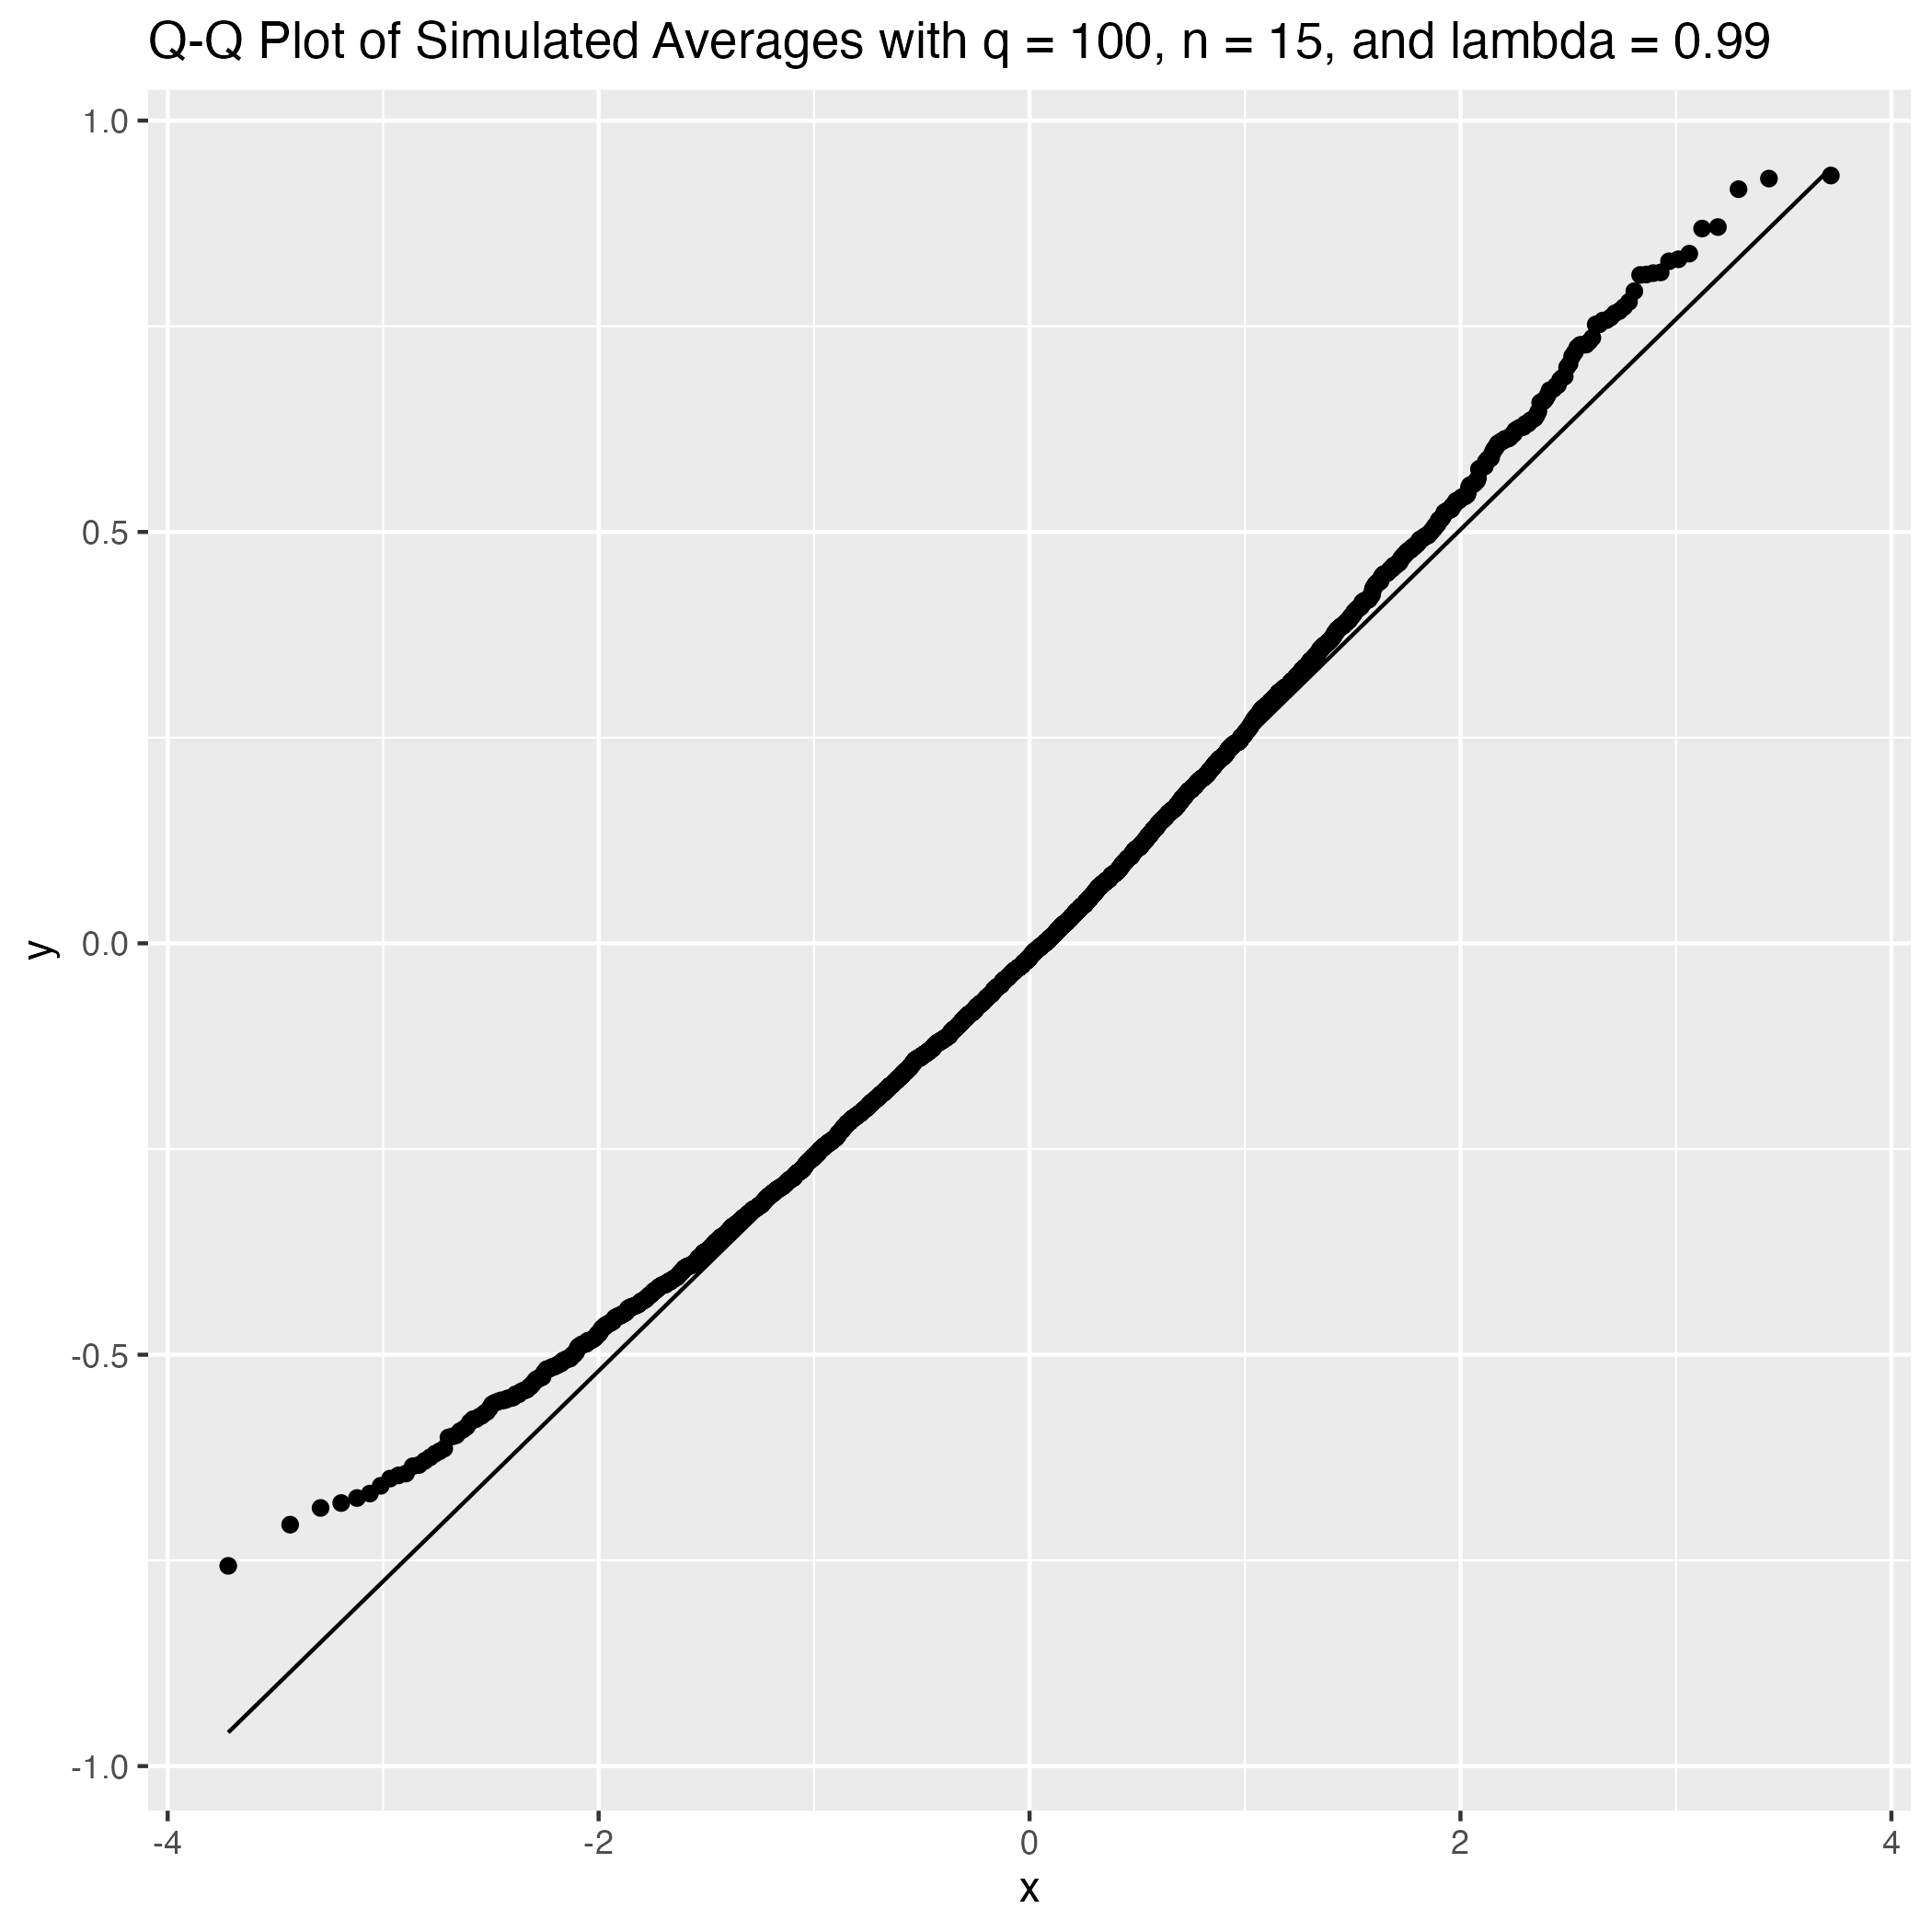 Q-Q Plot of Simulated Averages with q = 100, n = 15, and lambda = 0.99
1.0
0.5
0.0
-0.5
-1.0
y
-4 -2 0 2 4
x